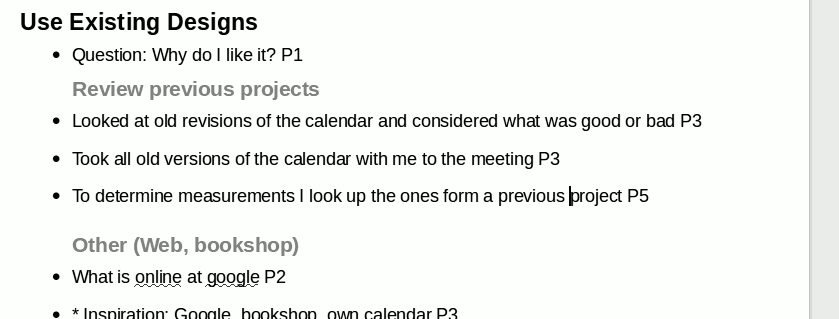 Use Existing Designs
• Question: Why do I like it? P1
Review previous projects
• Looked at old revisions of the calendar and considered what was good or bad P3
• Took all old versions of the calendar with me to the meeting P3
• To determine measurements I look up the ones form a previous project P5
Other (Web, bookshop)
• What is online at google P2
• * Inspiration: Google, bookshop, own calendar P3